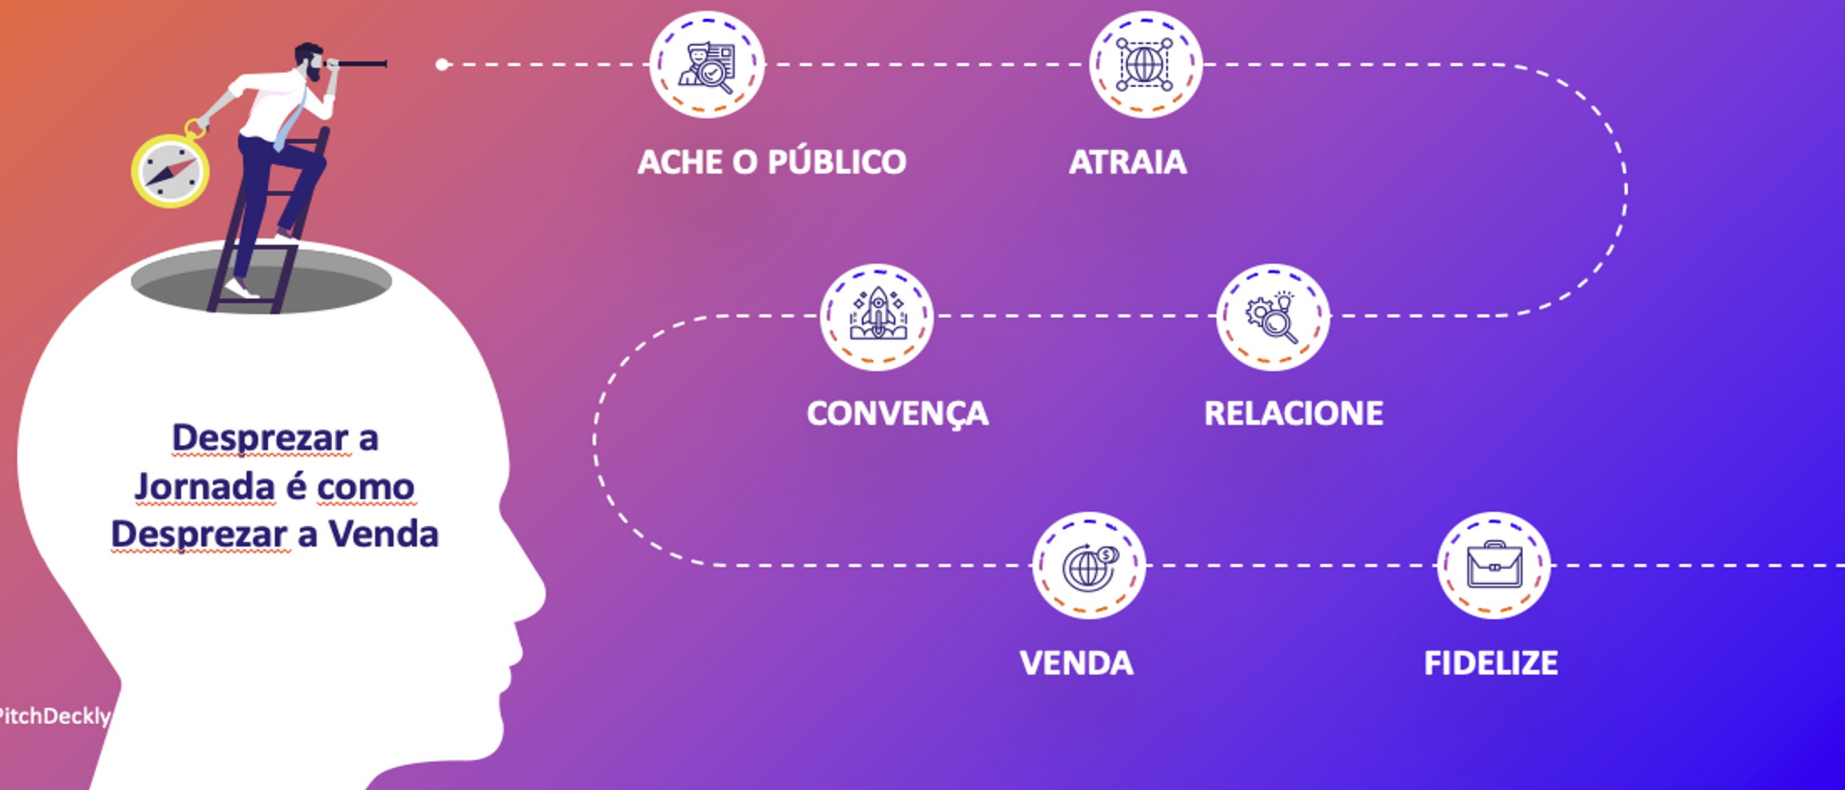 ACHE O PÚBLICO
ATRAIA
RELACIONE
CONVENÇA
VENDA
FIDELIZE
Desprezar a
Jornada é como
Desprezar a Venda
PitchDeckly
$